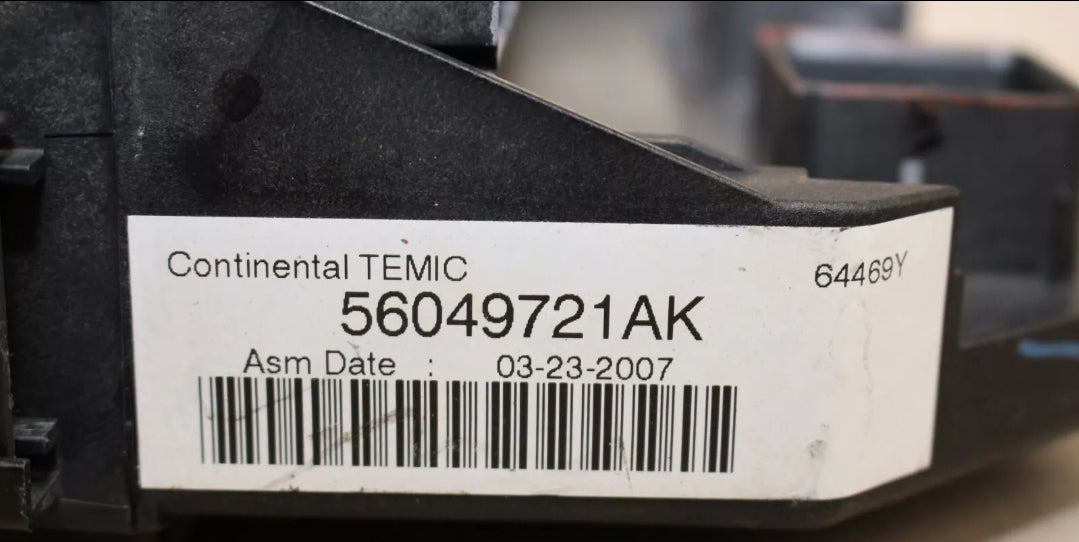 Continental TEMIC
64469Y
56049721AK
Asm Date : 03-23-2007